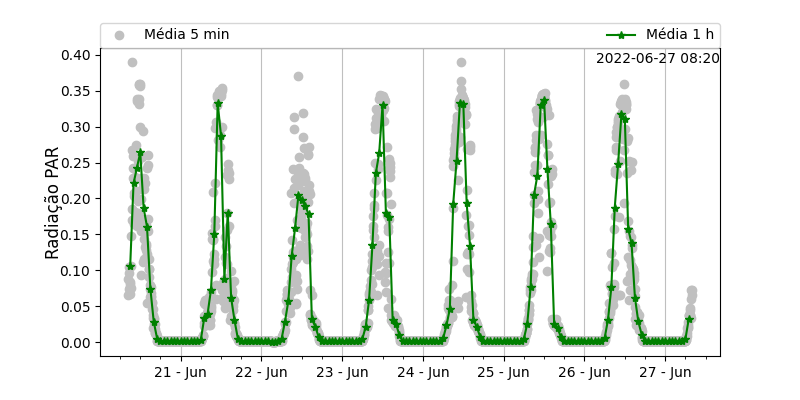 Média 5 min
Média 1 h
2022-06-27 08:20
Radiação PAR
0.40
0.35
0.30
0.25
0.20
0.15
0.10
0.05
0.00
21 - Jun
22 - Jun
23 - Jun
24 - Jun
25 - Jun
26 - Jun
27 - Jun